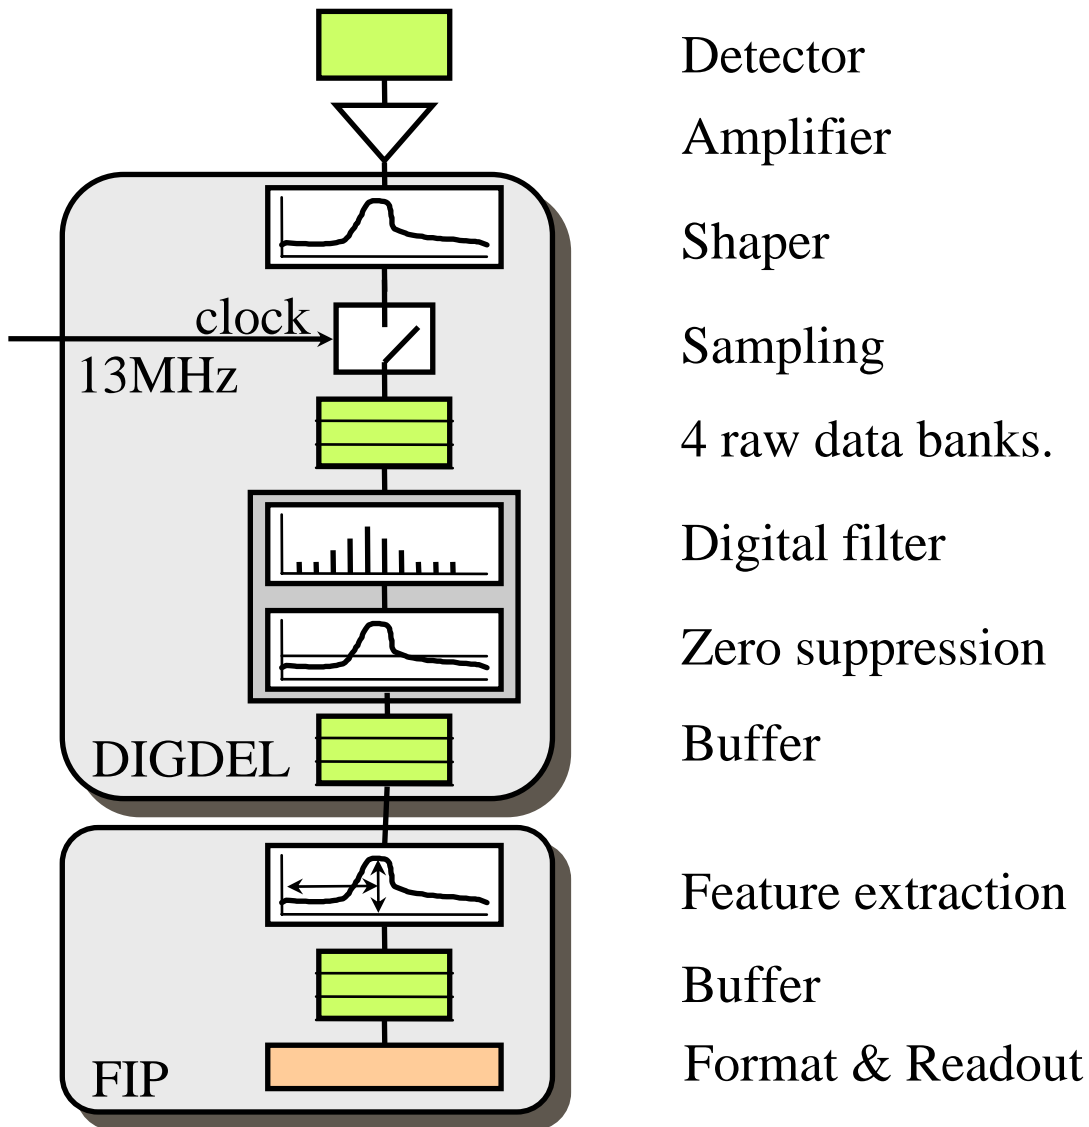 Detector
Amplifier
Shaper
clock
Sampling
13MHz
4 raw data banks.
Digital filter
Zero suppression
Buffer
DIGDEL
Feature extraction
Buffer
Format & Readout
FIP